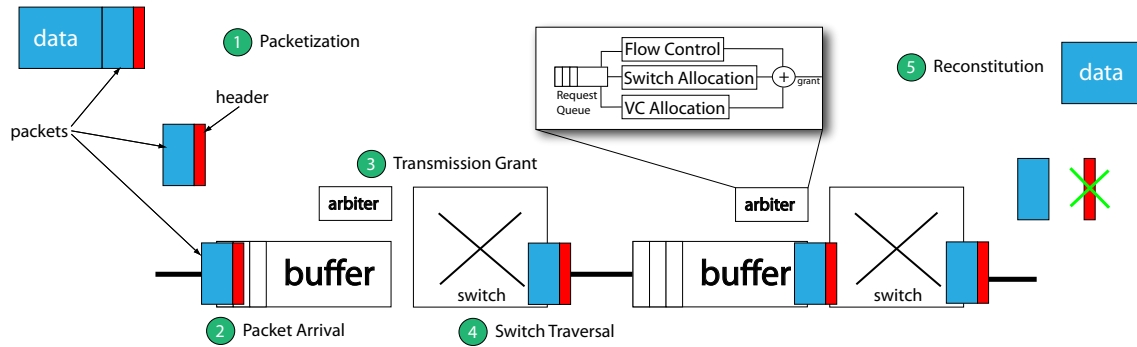 data
1 Packetization
header
packets
Flow Control
Switch Allocation
VC Allocation
Request
Queue
+
grant
5 Reconstitution
data
3 Transmission Grant
arbiter
arbiter
buffer
switch
buffer
switch
2 Packet Arrival
4 Switch Traversal